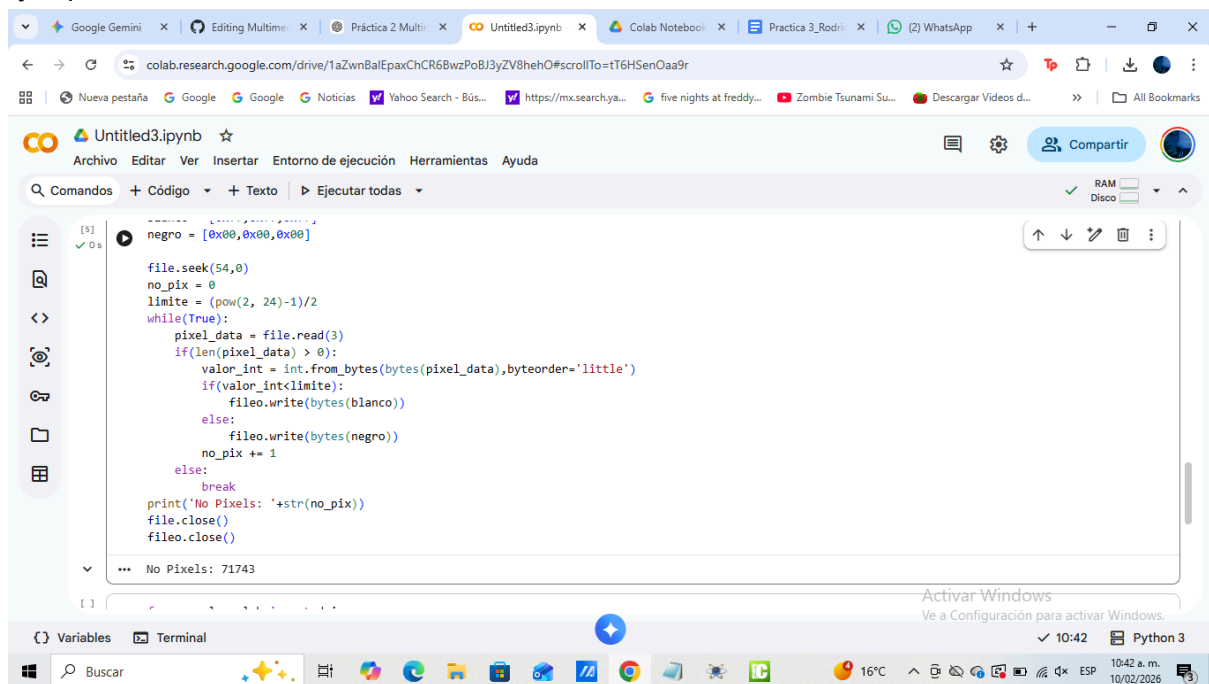 Google Gemini
Editing Multime
Práctica 2 Multin
Untitled3.ipynb
Colab Notebook
Practica 3_Rodri
(2) WhatsApp
colab.research.google.com/drive/1aZwnBaIEpaxChCR6BwzPoBJ3yZV8hehO#scrollTo=tT6HSenOaa9r
Nueva pestaña
Google
Google
Noticias
Yahoo Search - Bús...
https://mx.search.ya...
five nights at freddy...
Zombie Tsunami Su...
Descargar Videos d...
All Bookmarks
Untitled3.ipynb
Archivo Editar Ver Insertar Entorno de ejecución Herramientas Ayuda
Compartir
Comandos + Código + Texto Ejecutar todas
RAM
Disco
[5]
0 s
negro = [0x00,0x00,0x00]
file.seek(54,0)
no_pix = 0
limite = (pow(2, 24)-1)/2
while(True):
    pixel_data = file.read(3)
    if(len(pixel_data) > 0):
        valor_int = int.from_bytes(bytes(pixel_data),byteorder='little')
        if(valor_int<limite):
            fileo.write(bytes(blanco))
        else:
            fileo.write(bytes(negro))
        no_pix += 1
    else:
        break
print('No Pixels: '+str(no_pix))
file.close()
fileo.close()
No Pixels: 71743
[ ]
Activar Windows
Ve a Configuración para activar Windows.
{} Variables Terminal
10:42 Python 3
Buscar
16°C
ESP
10:42 a. m.
10/02/2026